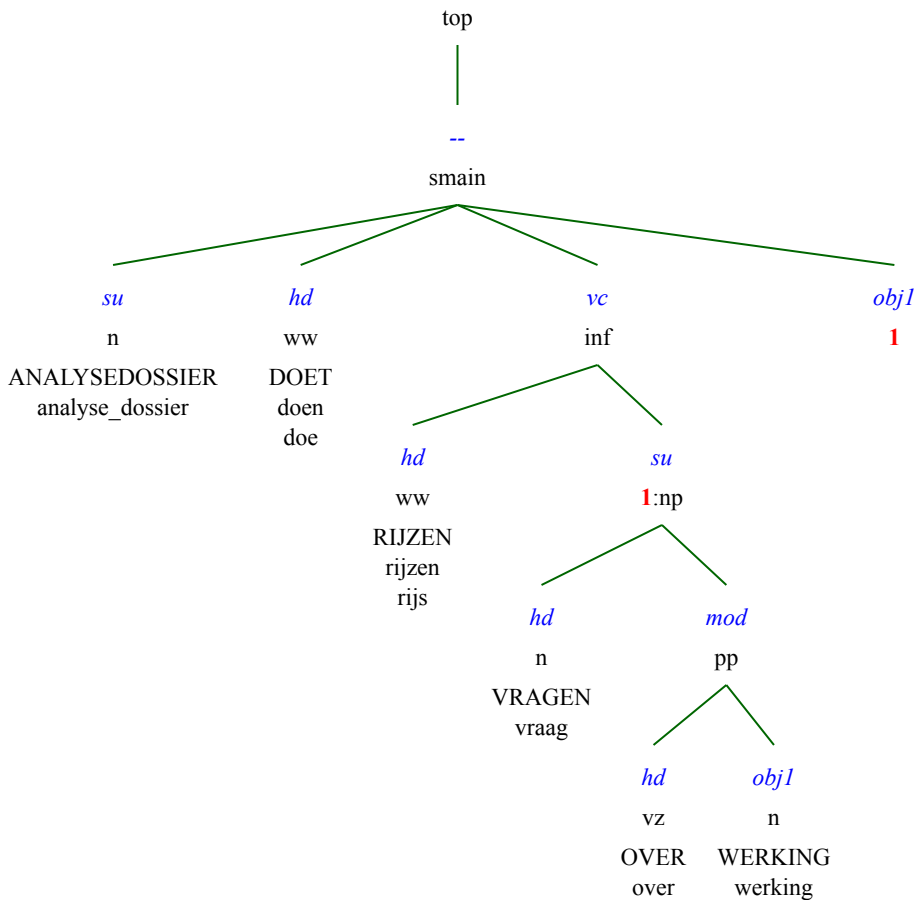 top
--
smain
su hd vc obj1
n ww inf 1
ANALYSEDOSSIER DOET
analyse_dossier doen
doe
hd su
ww 1:np
RIJZEN
rijzen
rijs
hd mod
n pp
VRAGEN
vraag
hd obj1
vz n
OVER WERKING
over werking